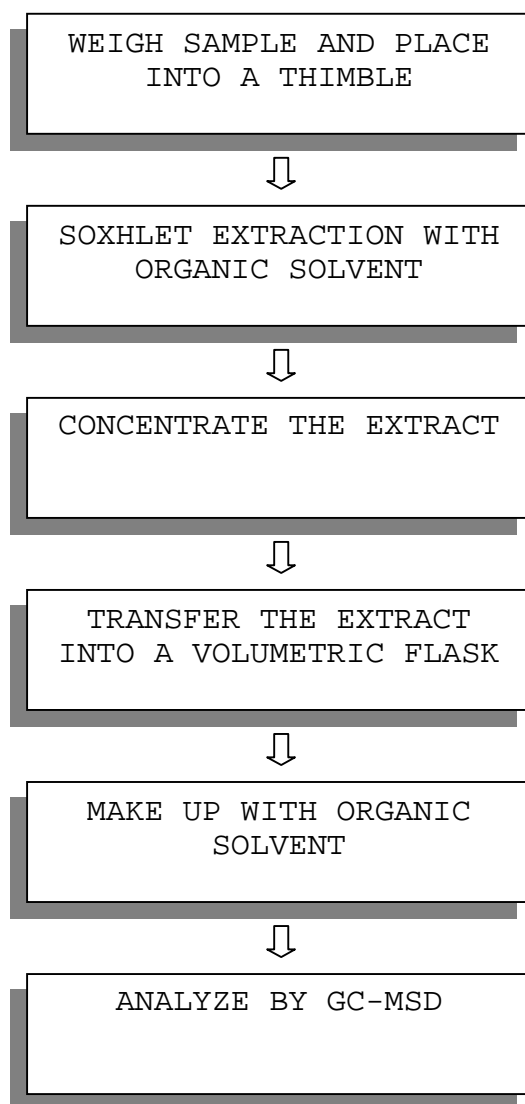 WEIGH SAMPLE AND PLACE
INTO A THIMBLE
SOXHLET EXTRACTION WITH
ORGANIC SOLVENT
CONCENTRATE THE EXTRACT
TRANSFER THE EXTRACT
INTO A VOLUMETRIC FLASK
MAKE UP WITH ORGANIC
SOLVENT
ANALYZE BY GC-MSD